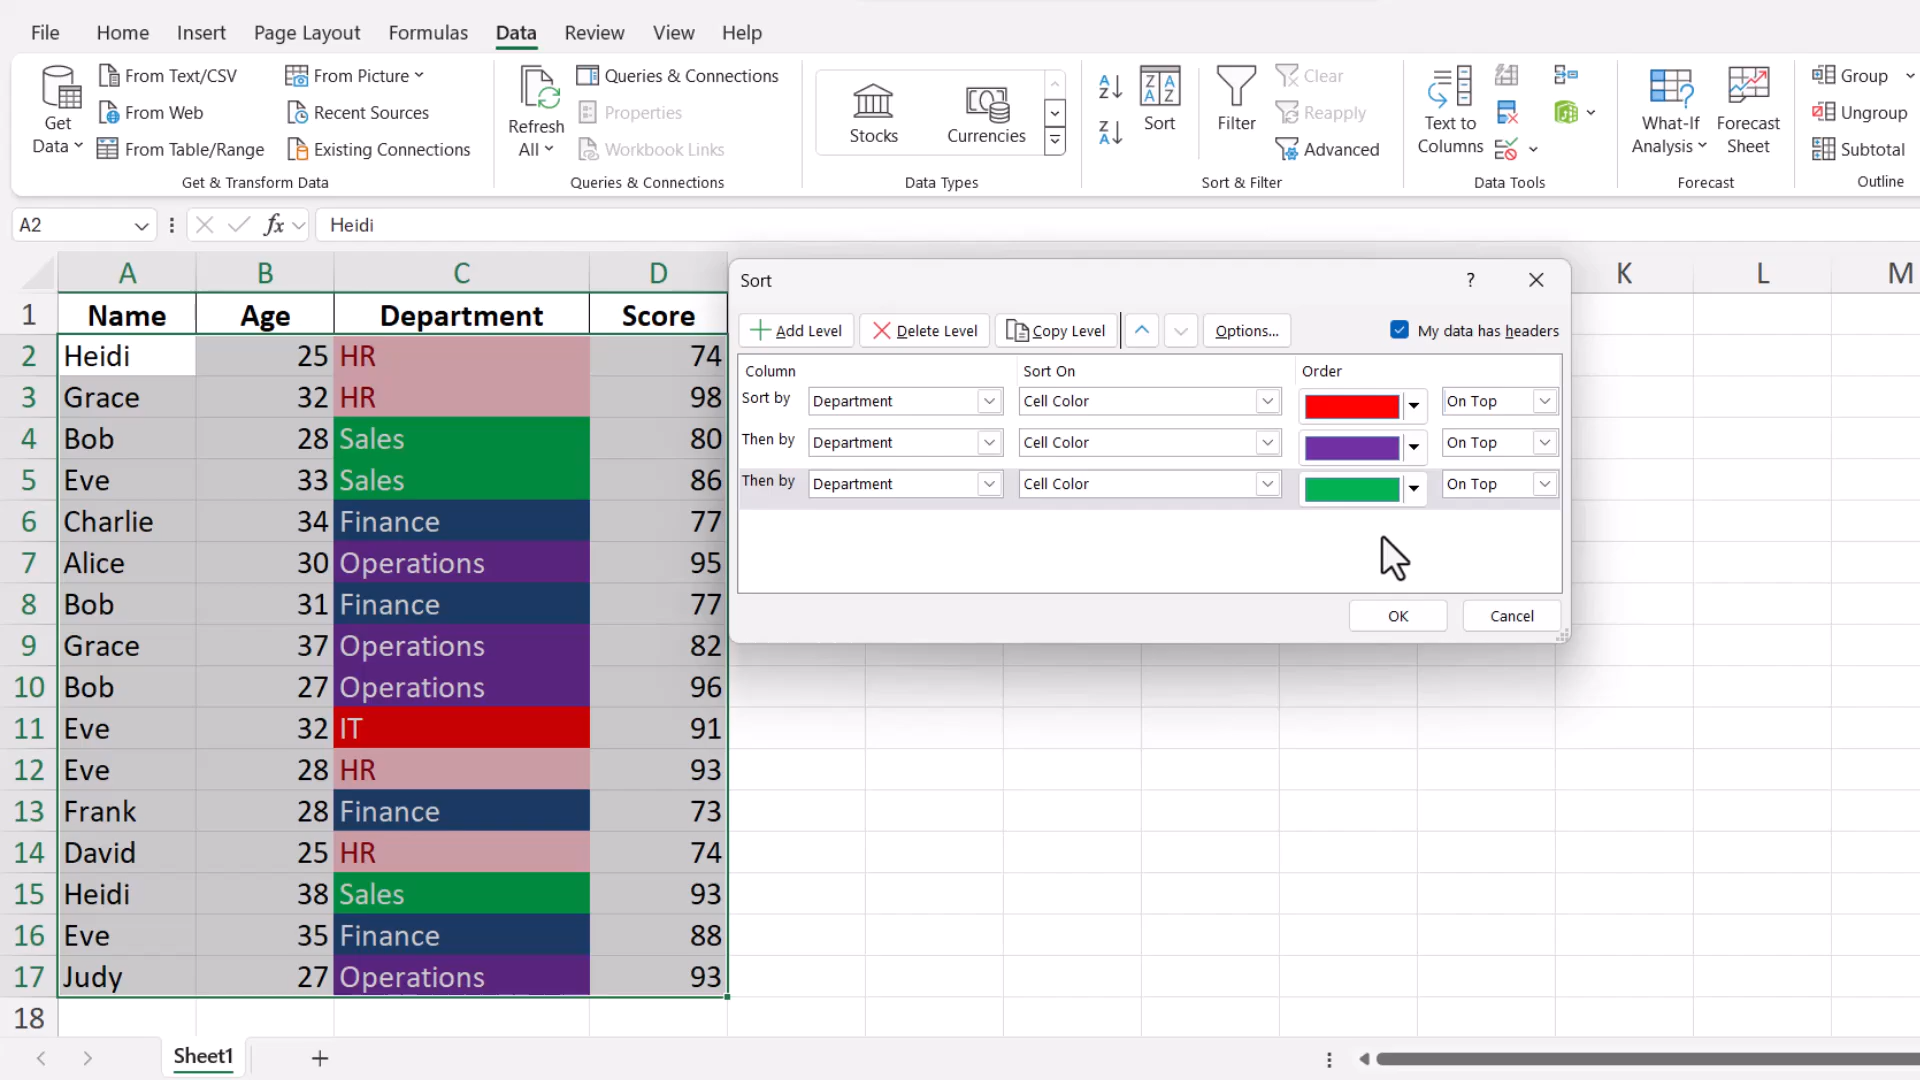 File Home Insert Page Layout Formulas Data Review View Help
Get Data
From Text/CSV
From Web
From Table/Range
From Picture
Recent Sources
Existing Connections
Get & Transform Data
Refresh All
Queries & Connections
Properties
Workbook Links
Queries & Connections
Stocks
Currencies
Data Types
Sort
Filter
Clear
Reapply
Advanced
Sort & Filter
Text to Columns
Data Tools
What-If Analysis
Forecast Sheet
Forecast
Group
Ungroup
Subtotal
Outline
A2 fx Heidi
A B C D K L M
1 Name Age Department Score
2 Heidi 25 HR 74
3 Grace 32 HR 98
4 Bob 28 Sales 80
5 Eve 33 Sales 86
6 Charlie 34 Finance 77
7 Alice 30 Operations 95
8 Bob 31 Finance 77
9 Grace 37 Operations 82
10 Bob 27 Operations 96
11 Eve 32 IT 91
12 Eve 28 HR 93
13 Frank 28 Finance 73
14 David 25 HR 74
15 Heidi 38 Sales 93
16 Eve 35 Finance 88
17 Judy 27 Operations 93
18
Sort ?
Add Level Delete Level Copy Level Options... My data has headers
Column Sort On Order
Sort by Department Cell Color On Top
Then by Department Cell Color On Top
Then by Department Cell Color On Top
OK Cancel
Sheet1